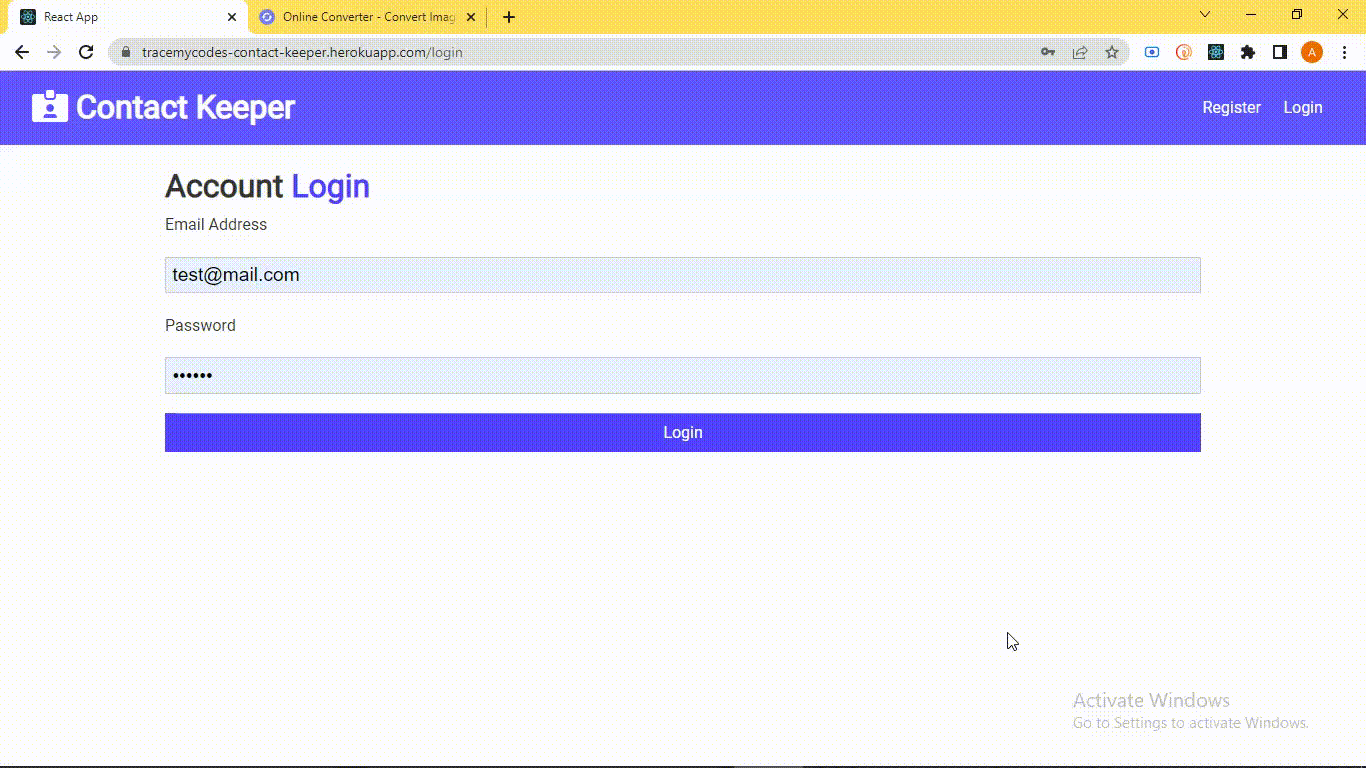 React App
Online Converter - Convert Imag
tracemycodes-contact-keeper.herokuapp.com/login
A
Contact Keeper
Register
Login
Account Login
Email Address
test@mail.com
Password
••••••
Login
Activate Windows
Go to Settings to activate Windows.